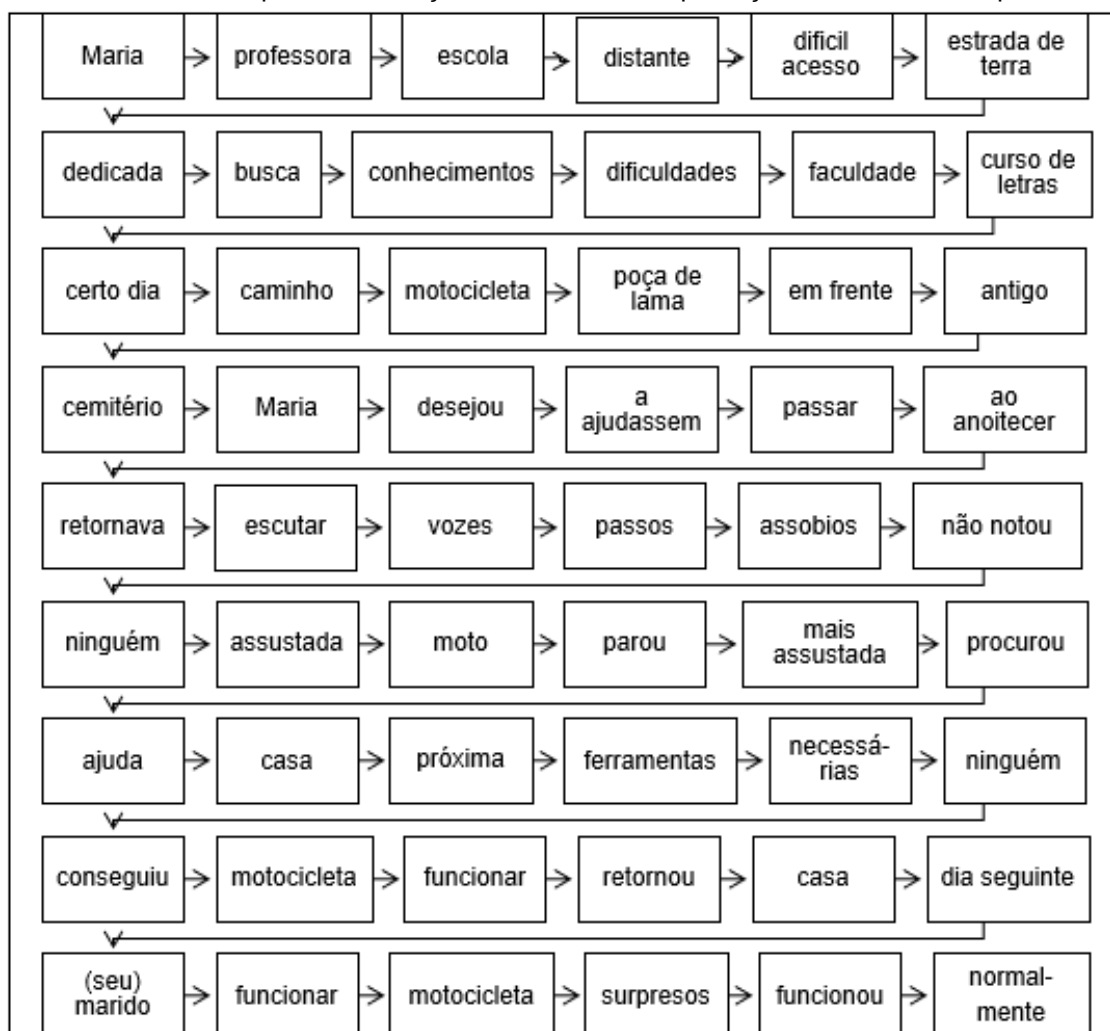 Maria professora escola distante dificil acesso estrada de terra
dedicada busca conhecimentos dificuldades faculdade curso de letras
certo dia caminho motocicleta poça de lama em frente antigo
cemitério Maria desejou a ajudassem passar ao anoitecer
retornava escutar vozes passos assobios não notou
ninguém assustada moto parou mais assustada procurou
ajuda casa próxima ferramentas necessá-rias ninguém
conseguiu motocicleta funcionar retornou casa dia seguinte
(seu) marido funcionar motocicleta surpresos funcionou normal-mente